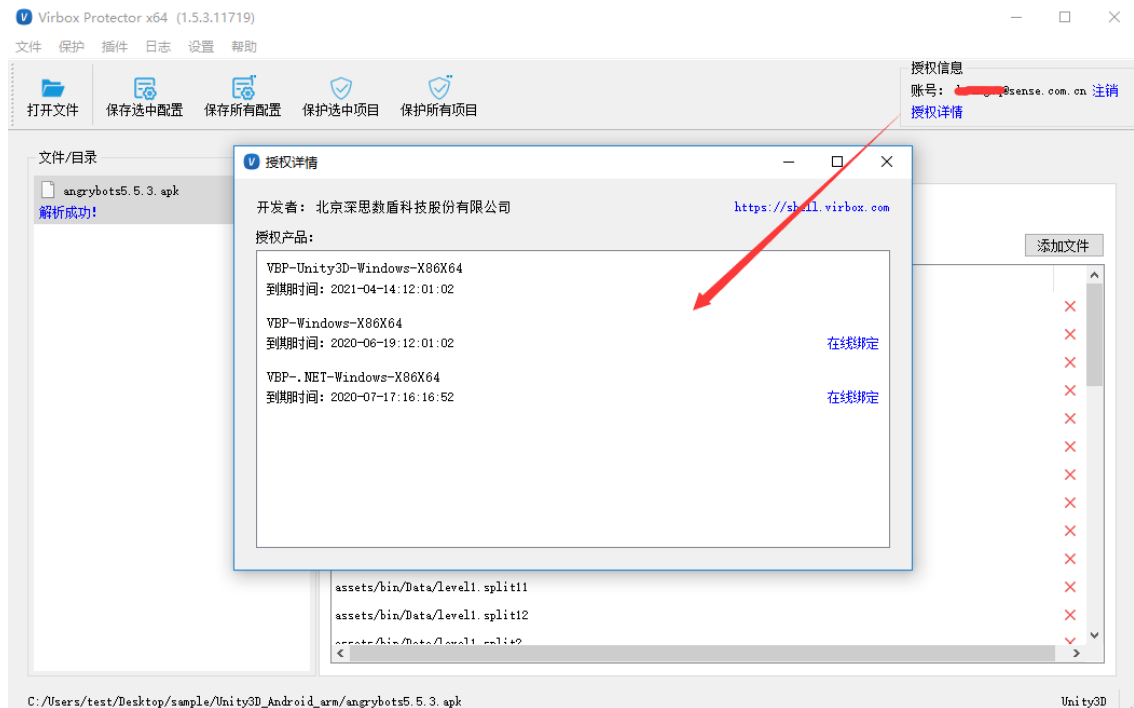 Virbox Protector x64 (1.5.3.11719)
文件 保护 插件 日志 设置 帮助
打开文件 保存选中配置 保存所有配置 保护选中项目 保护所有项目
授权信息
账号: @sense.com.cn 注销
授权详情
文件/目录
angrybots5.5.3.apk
解析成功!
添加文件
授权详情
开发者: 北京深思数盾科技股份有限公司 https://shell.virbox.com
授权产品:
VBP-Unity3D-Windows-X86X64
到期时间: 2021-04-14:12:01:02
VBP-Windows-X86X64
到期时间: 2020-06-19:12:01:02 在线绑定
VBP-.NET-Windows-X86X64
到期时间: 2020-07-17:16:16:52 在线绑定
assets/bin/Data/level1.split11
assets/bin/Data/level1.split12
assets/bin/Data/level1.split2
C:/Users/test/Desktop/sample/Unity3D_Android_arm/angrybots5.5.3.apk Unity3D